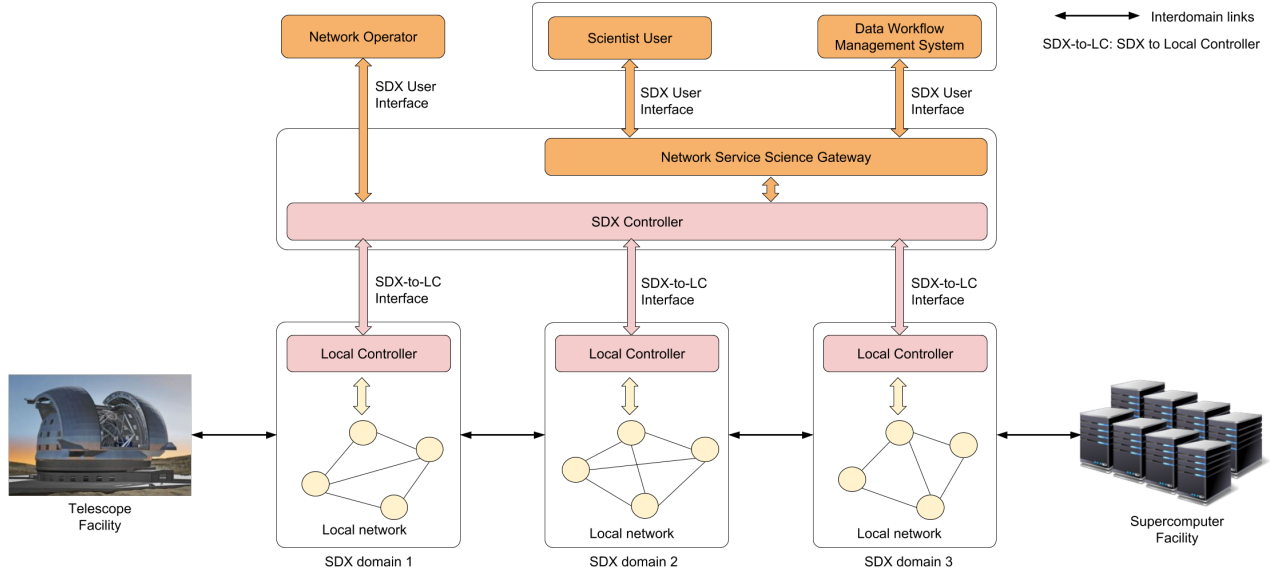 Network Operator
Scientist User
Data Workflow
Management System
Interdomain links
SDX-to-LC: SDX to Local Controller
SDX User
Interface
SDX User
Interface
SDX User
Interface
Network Service Science Gateway
SDX Controller
SDX-to-LC
Interface
SDX-to-LC
Interface
SDX-to-LC
Interface
Local Controller
Local Controller
Local Controller
Telescope
Facility
Local network
Local network
Local network
Supercomputer
Facility
SDX domain 1
SDX domain 2
SDX domain 3